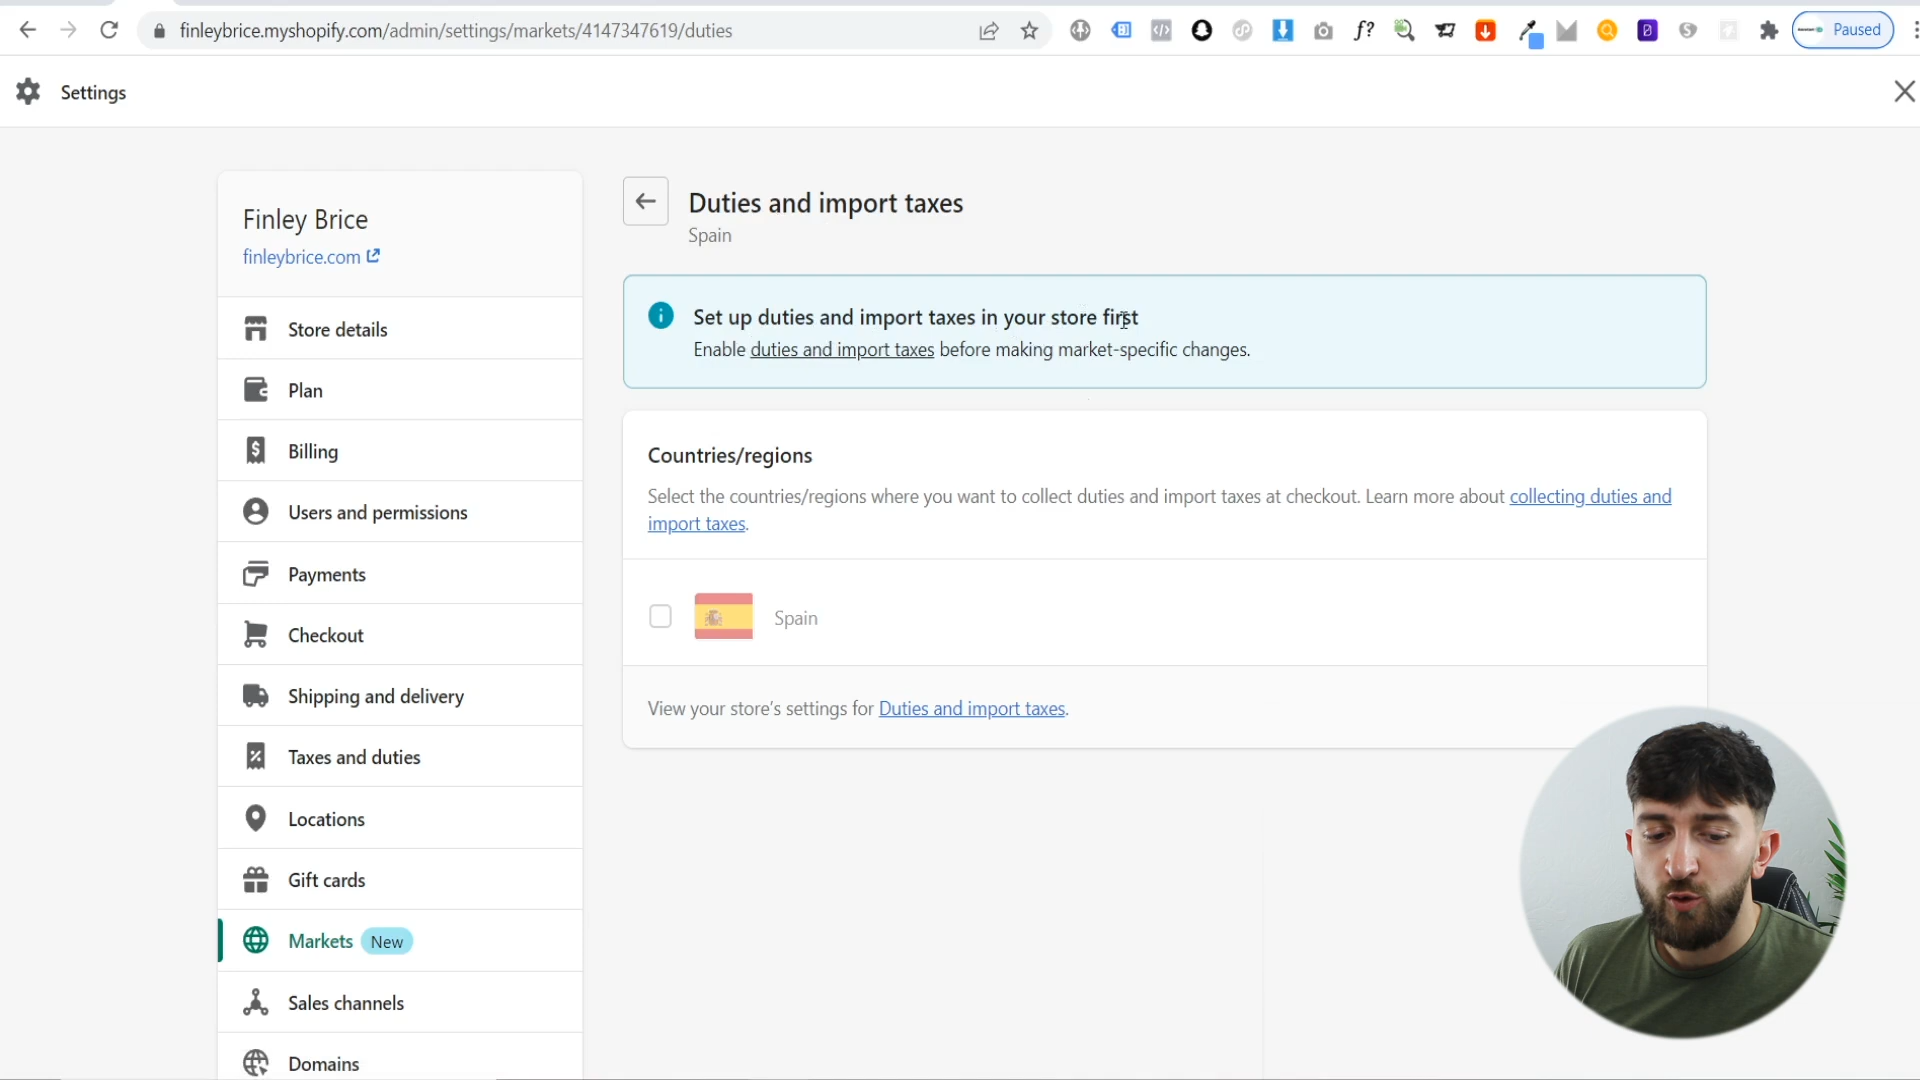 finleybrice.myshopify.com/admin/settings/markets/4147347619/duties
f?
Paused
Settings
Finley Brice
finleybrice.com
Store details
Plan
Billing
Users and permissions
Payments
Checkout
Shipping and delivery
Taxes and duties
Locations
Gift cards
Markets New
Sales channels
Domains
Duties and import taxes
Spain
Set up duties and import taxes in your store first
Enable duties and import taxes before making market-specific changes.
Countries/regions
Select the countries/regions where you want to collect duties and import taxes at checkout. Learn more about collecting duties and
import taxes.
Spain
View your store's settings for Duties and import taxes.